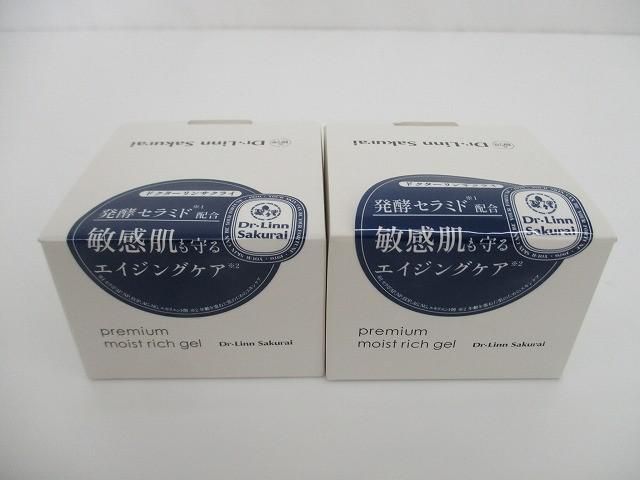 Dr.Linn Sakurai
ドクターリンサクライ
発酵セラミド※1配合
敏感肌も守る
エイジングケア※2
Dr.Linn
Sakurai
premium
moist rich gel
Dr.Linn Sakurai
Dr.Linn Sakurai
ドクターリンサクライ
発酵セラミド※1配合
敏感肌も守る
エイジングケア※2
Dr.Linn
Sakurai
premium
moist rich gel
Dr.Linn Sakurai